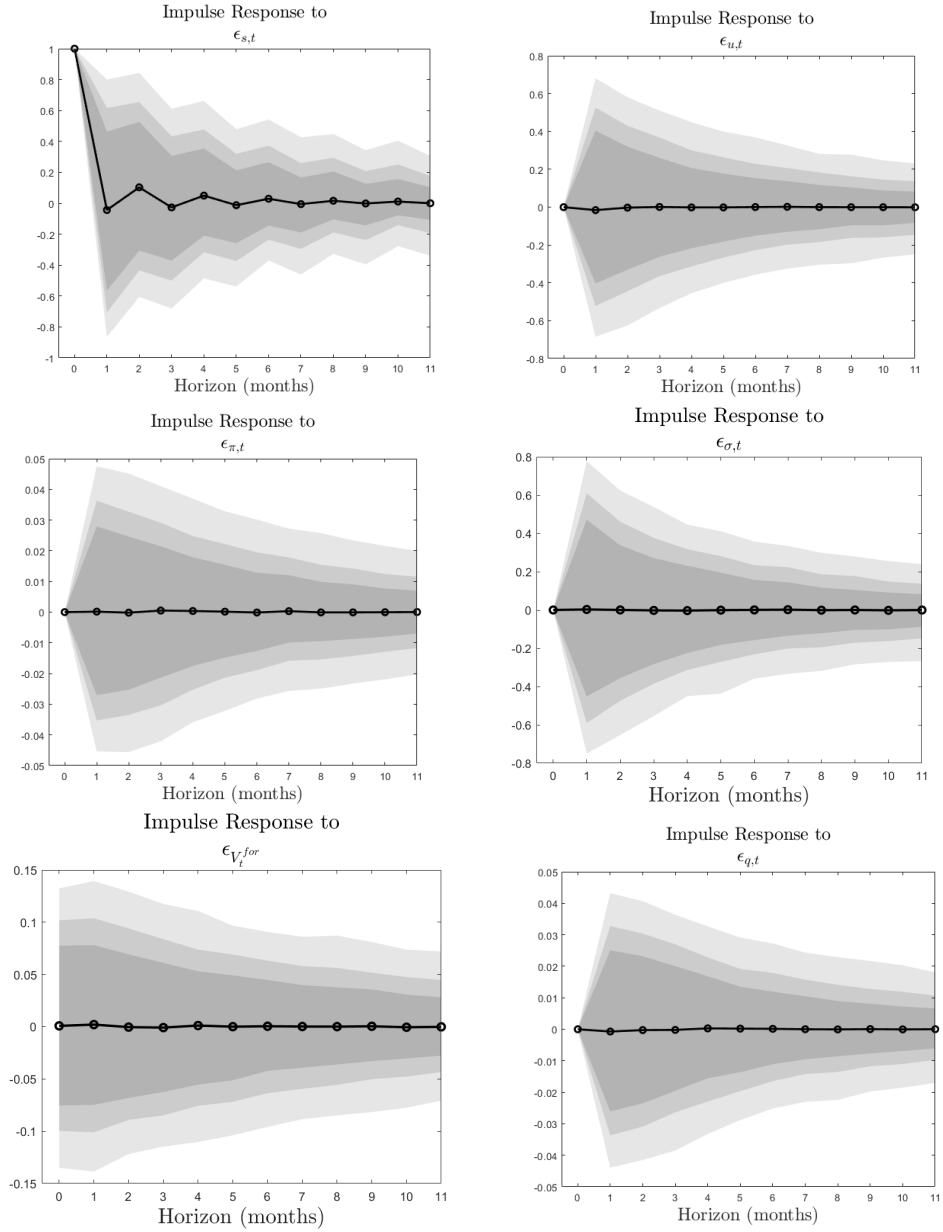 Impulse Response to
ϵ_{s,t}
1
0.8
0.6
0.4
0.2
0
-0.2
-0.4
-0.6
-0.8
-1
0 1 2 3 4 5 6 7 8 9 10 11
Horizon (months)
Impulse Response to
ϵ_{u,t}
0.8
0.6
0.4
0.2
0
-0.2
-0.4
-0.6
-0.8
0 1 2 3 4 5 6 7 8 9 10 11
Horizon (months)
Impulse Response to
ϵ_{π,t}
0.05
0.04
0.03
0.02
0.01
0
-0.01
-0.02
-0.03
-0.04
-0.05
0 1 2 3 4 5 6 7 8 9 10 11
Horizon (months)
Impulse Response to
ϵ_{σ,t}
0.8
0.6
0.4
0.2
0
-0.2
-0.4
-0.6
-0.8
0 1 2 3 4 5 6 7 8 9 10 11
Horizon (months)
Impulse Response to
ϵ_{V_t^{for}}
0.15
0.1
0.05
0
-0.05
-0.1
-0.15
0 1 2 3 4 5 6 7 8 9 10 11
Horizon (months)
Impulse Response to
ϵ_{q,t}
0.05
0.04
0.03
0.02
0.01
0
-0.01
-0.02
-0.03
-0.04
-0.05
0 1 2 3 4 5 6 7 8 9 10 11
Horizon (months)